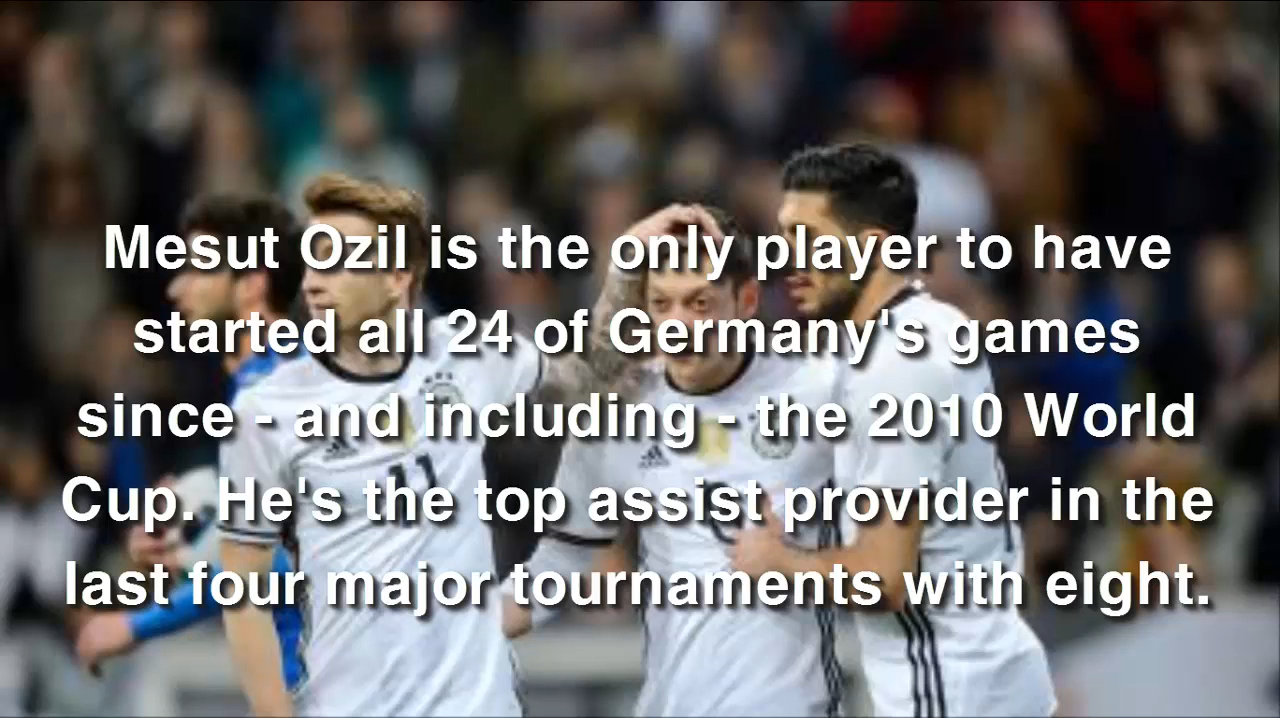 Mesut Ozil is the only player to have
started all 24 of Germany's games
since - and including - the 2010 World
Cup. He's the top assist provider in the
last four major tournaments with eight.
11